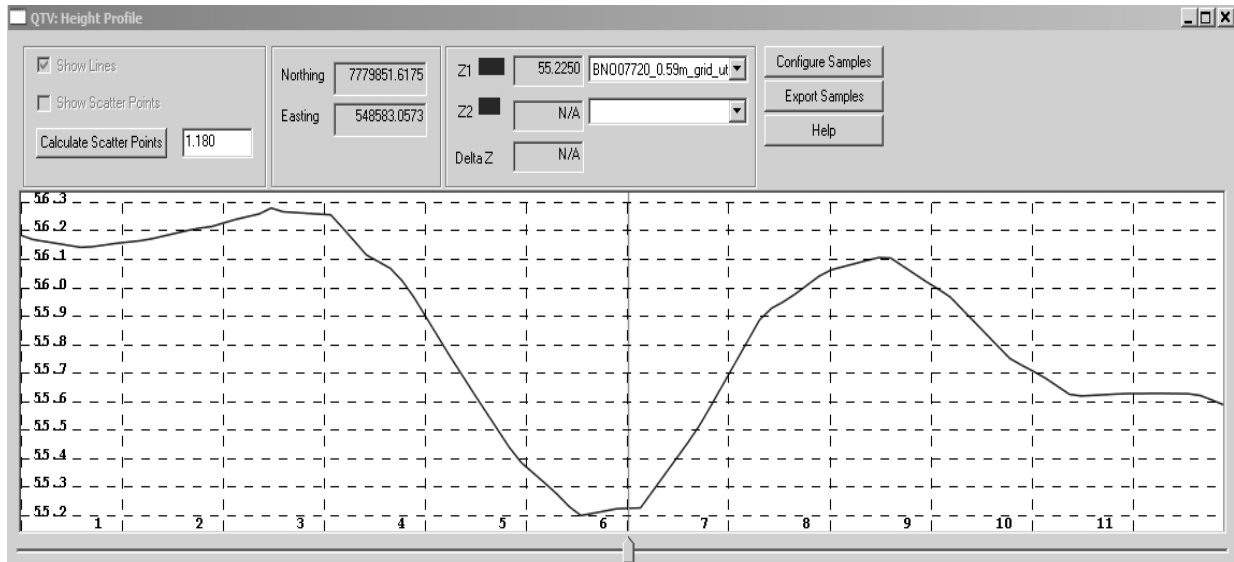 QTV: Height Profile
Show Lines
Show Scatter Points
Calculate Scatter Points 1.180
Northing 7779851.6175
Easting 548583.0573
Z1 55.2250 BNO07720_0.59m_grid_ut
Z2 N/A
Delta Z N/A
Configure Samples
Export Samples
Help
56.3
56.2
56.1
56.0
55.9
55.8
55.7
55.6
55.5
55.4
55.3
55.2
1 2 3 4 5 6 7 8 9 10 11